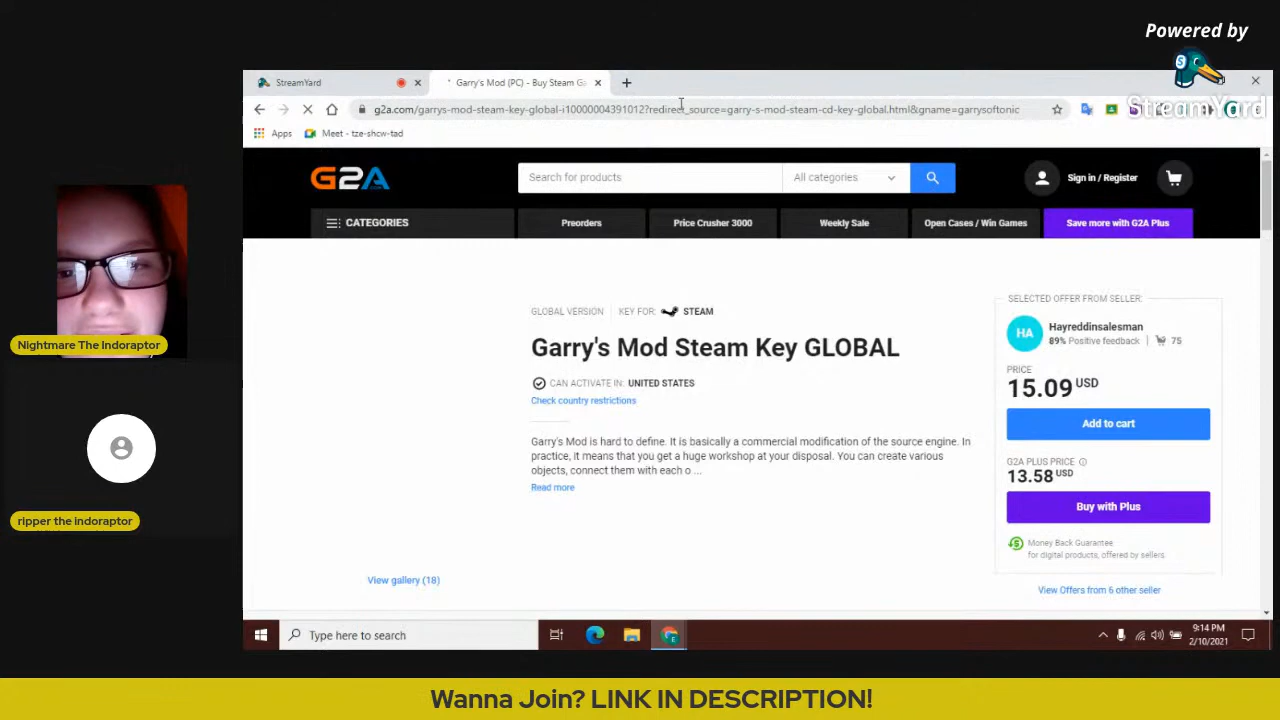 Powered by
StreamYard
StreamYard
Garry's Mod (PC) - Buy Steam Ga
g2a.com/garrys-mod-steam-key-global-i10000004391012?redirect_source=garry-s-mod-steam-cd-key-global.html&gname=garrysoftonic
Apps
Meet - tze-shcw-tad
G2A
Search for products
All categories
Sign in / Register
CATEGORIES
Preorders
Price Crusher 3000
Weekly Sale
Open Cases / Win Games
Save more with G2A Plus
GLOBAL VERSION
KEY FOR:
STEAM
Garry's Mod Steam Key GLOBAL
CAN ACTIVATE IN: UNITED STATES
Check country restrictions
Garry's Mod is hard to define. It is basically a commercial modification of the source engine. In
practice, it means that you get a huge workshop at your disposal. You can create various
objects, connect them with each o ...
Read more
View gallery (18)
SELECTED OFFER FROM SELLER:
HA
Hayreddinsalesman
89% Positive feedback
75
PRICE
15.09 USD
Add to cart
G2A PLUS PRICE
13.58 USD
Buy with Plus
Money Back Guarantee
for digital products, offered by sellers.
View Offers from 6 other seller
Nightmare The Indoraptor
ripper the indoraptor
Type here to search
9:14 PM
2/10/2021
Wanna Join? LINK IN DESCRIPTION!